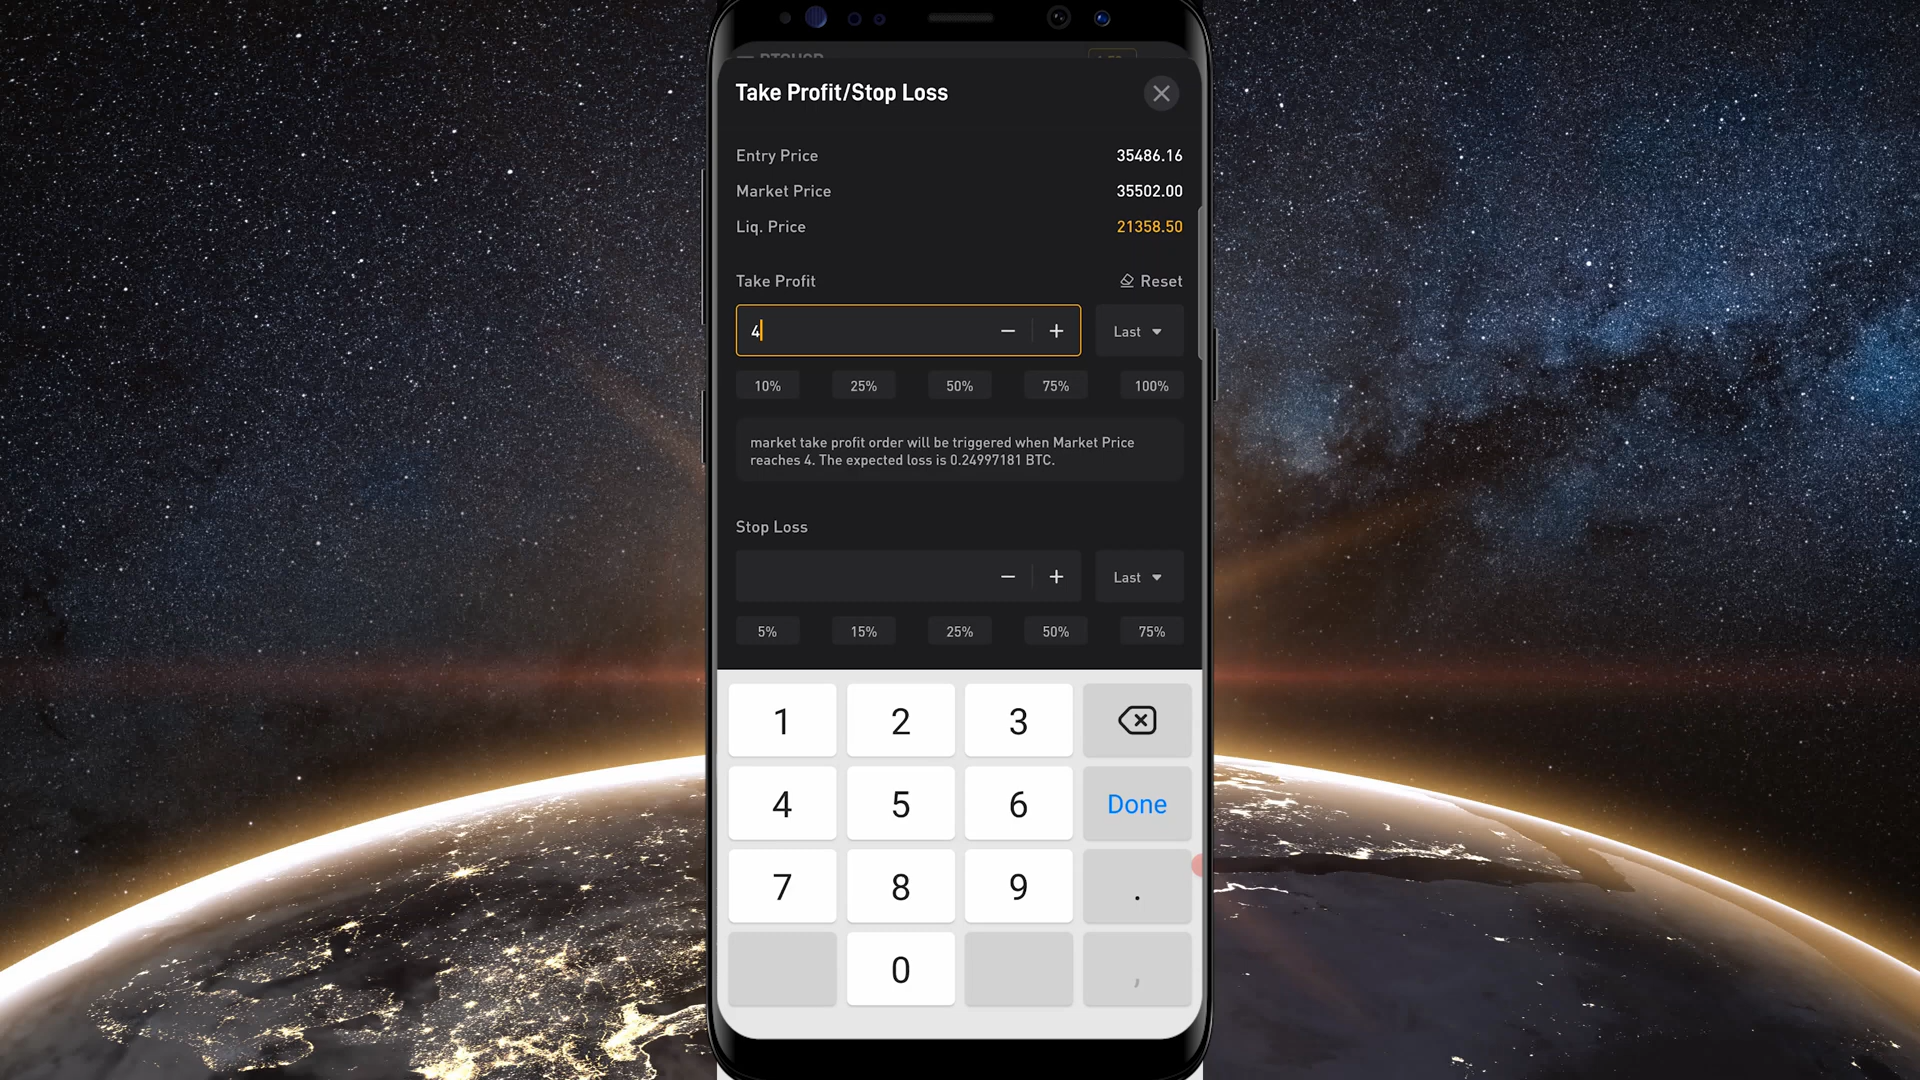 Take Profit/Stop Loss
Entry Price 35486.16
Market Price 35502.00
Liq. Price 21358.50
Take Profit Reset
4 Last
10% 25% 50% 75% 100%
market take profit order will be triggered when Market Price
reaches 4. The expected loss is 0.24997181 BTC.
Stop Loss
Last
5% 15% 25% 50% 75%
1 2 3
4 5 6 Done
7 8 9 .
0 ,